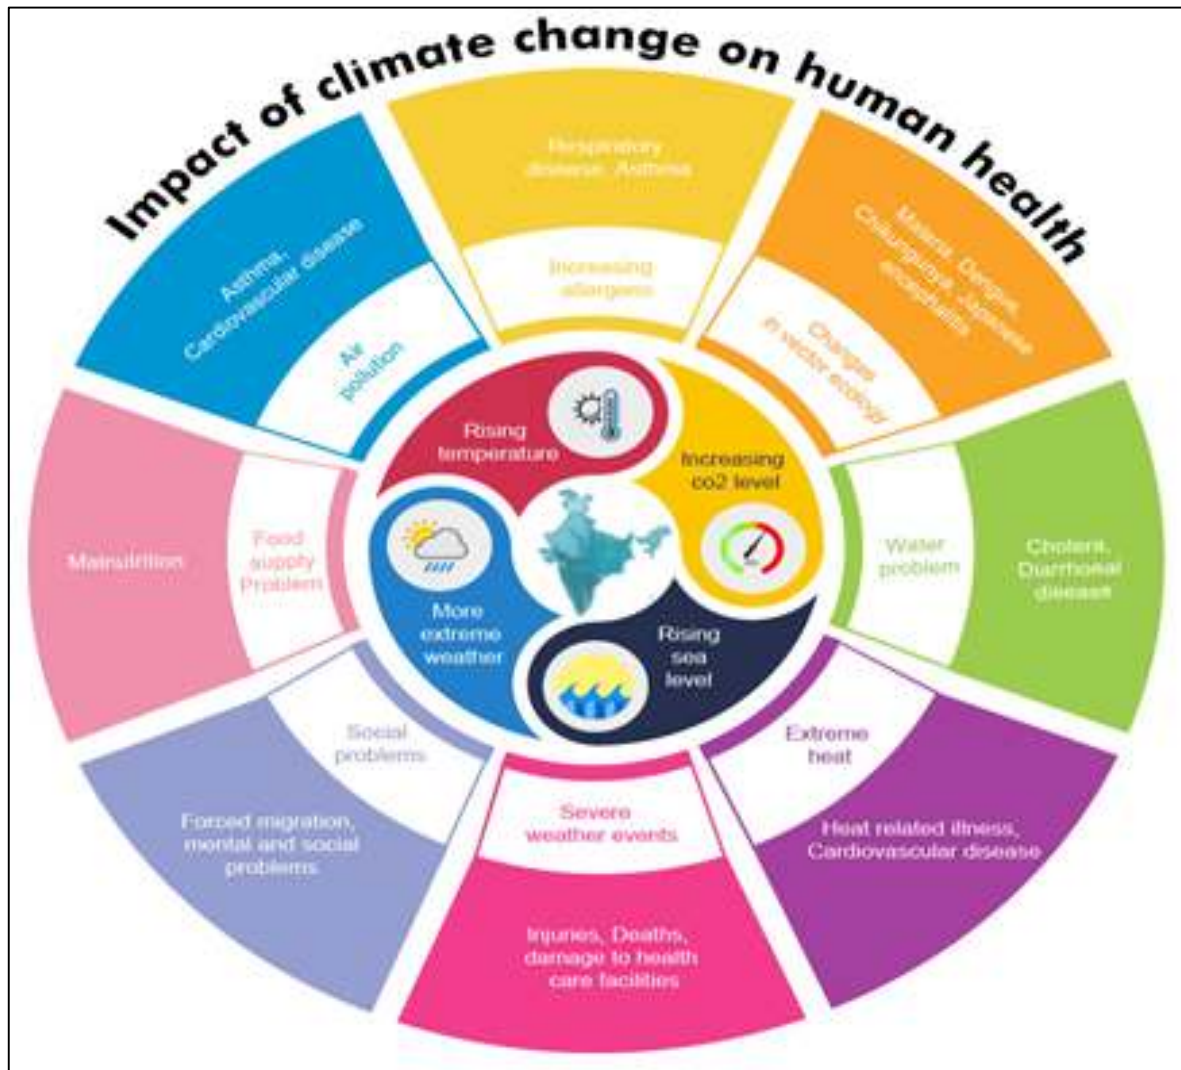 Impact of climate change on human health
Respiratory
disease, Asthma
Increasing
allergens
Malaria, Dengue,
Chikungunya, Japanese
encephalitis
Changes
in vector ecology
Cholera,
Diarrhoeal
disease
Water
problem
Heat related illness,
Cardiovascular disease
Extreme
heat
Injuries, Deaths,
damage to health
care facilities
Severe
weather events
Forced migration,
mental and social
problems
Social
problems
Malnutrition
Food
supply
Problem
Asthma,
Cardiovascular disease
Air
pollution
Rising
temperature
Increasing
co2 level
Rising
sea
level
More
extreme
weather